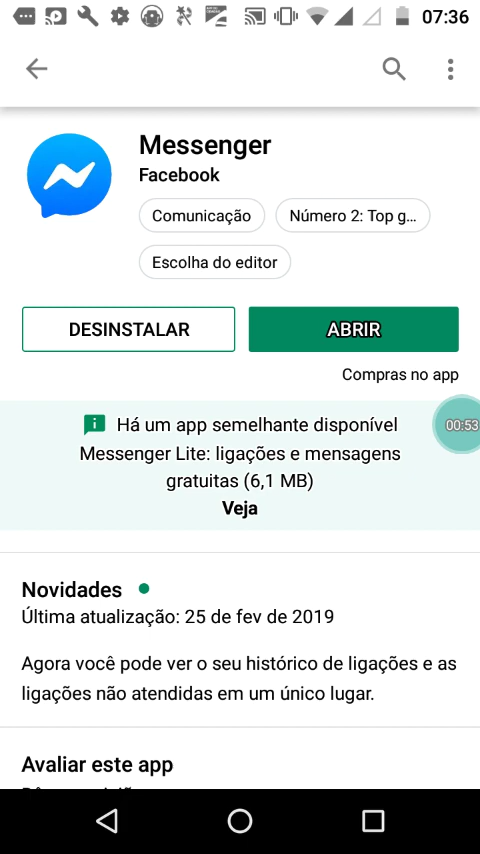 07:36
Messenger
Facebook
Comunicação
Número 2: Top g...
Escolha do editor
DESINSTALAR
ABRIR
Compras no app
Há um app semelhante disponível
00:53
Messenger Lite: ligações e mensagens
gratuitas (6,1 MB)
Veja
Novidades
Última atualização: 25 de fev de 2019
Agora você pode ver o seu histórico de ligações e as
ligações não atendidas em um único lugar.
Avaliar este app